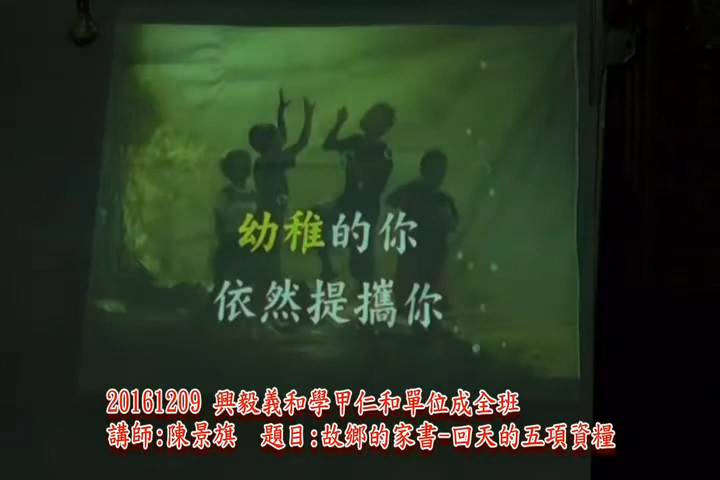 幼稚的你
依然提攜你
20161209 興毅義和學甲仁和單位成全班
講師:陳景旗 題目:故鄉的家書-回天的五項資糧